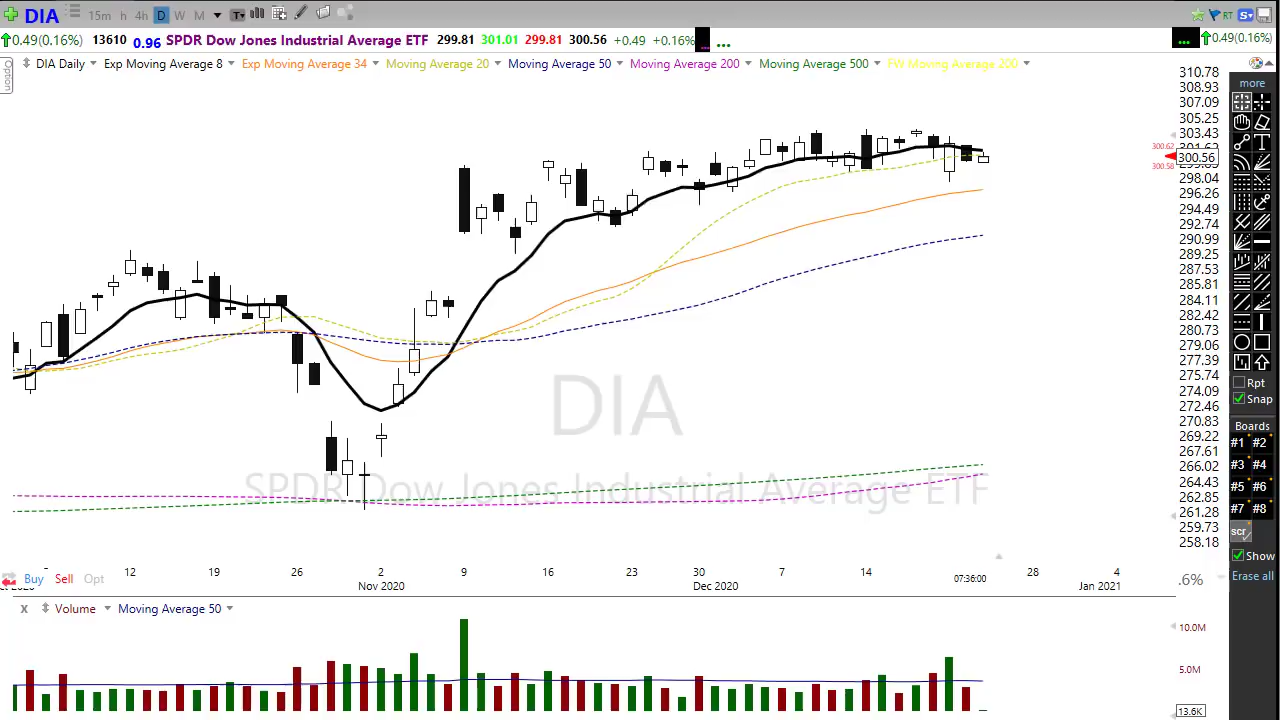 DIA 15m h 4h D W M T RT S
0.49(0.16%) 13610 0.96 SPDR Dow Jones Industrial Average ETF 299.81 301.01 299.81 300.56 +0.49 +0.16% ... ... 0.49(0.16%)
Option
DIA Daily Exp Moving Average 8 Exp Moving Average 34 Moving Average 20 Moving Average 50 Moving Average 200 Moving Average 500 FW Moving Average 200
310.78
308.93
307.09
305.25
303.43
300.62
300.56
300.58
298.04
296.26
294.49
292.74
290.99
289.25
287.53
285.81
284.11
282.42
280.73
279.06
277.39
275.74
274.09
272.46
270.83
269.22
267.61
266.02
264.43
262.85
261.28
259.73
258.18
more
T
Rpt
Snap
Boards
#1 #2
#3 #4
#5 #6
#7 #8
scr
Show
Erase all
DIA
SPDR Dow Jones Industrial Average ETF
12 19 26 2 9 16 23 30 7 14 07:36:00 28 4
Nov 2020 Dec 2020 Jan 2021
Buy Sell Opt
.6%
x Volume Moving Average 50
10.0M
5.0M
13.6K